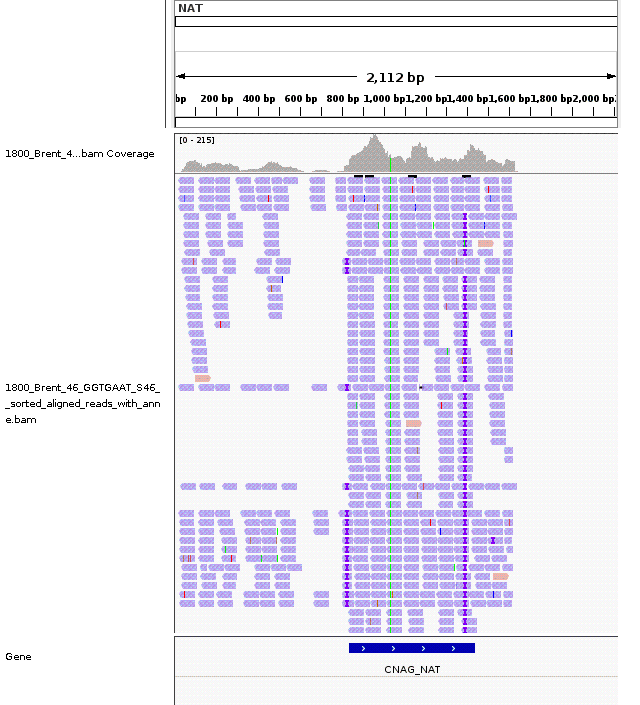 NAT
2,112 bp
bp 200 bp 400 bp 600 bp 800 bp 1,000 bp 1,200 bp 1,400 bp 1,600 bp 1,800 bp 2,000 bp
[0 - 215]
1800_Brent_4...bam Coverage
1800_Brent_46_GGTGAAT_S46_
_sorted_aligned_reads_with_ann
e.bam
Gene
CNAG_NAT